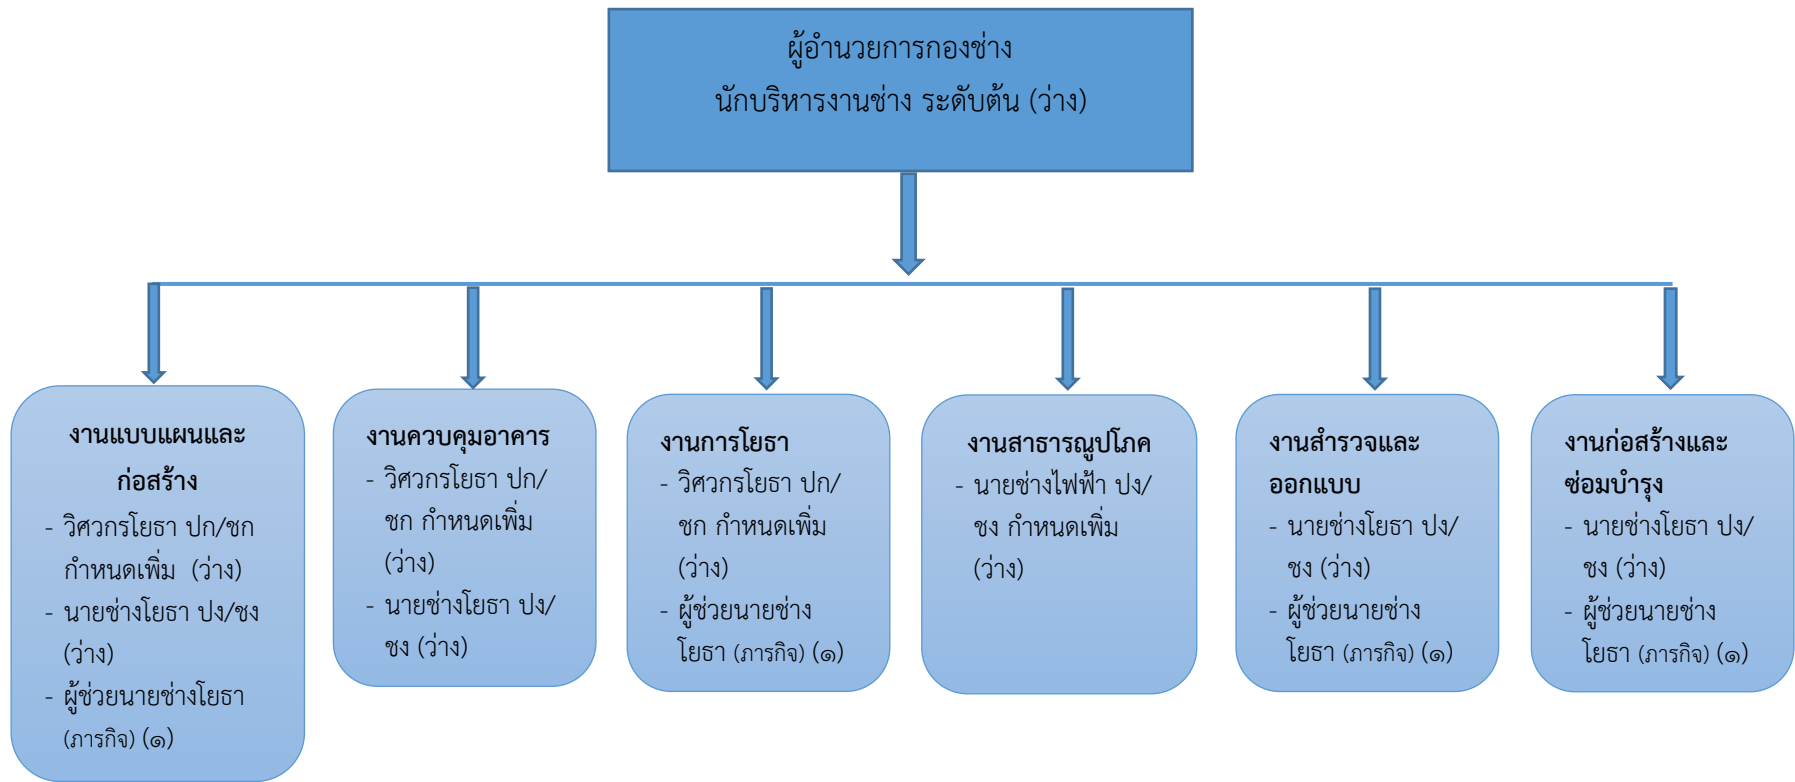 ผู้อำนวยการกองช่าง
นักบริหารงานช่าง ระดับต้น (ว่าง)
งานแบบแผนและ
ก่อสร้าง
- วิศวกรโยธา ปก/ชก
กำหนดเพิ่ม (ว่าง)
- นายช่างโยธา ปง/ชง
(ว่าง)
- ผู้ช่วยนายช่างโยธา
(ภารกิจ) (๑)
งานควบคุมอาคาร
- วิศวกรโยธา ปก/
ชก กำหนดเพิ่ม
(ว่าง)
- นายช่างโยธา ปง/
ชง (ว่าง)
งานการโยธา
- วิศวกรโยธา ปก/
ชก กำหนดเพิ่ม
(ว่าง)
- ผู้ช่วยนายช่าง
โยธา (ภารกิจ) (๑)
งานสาธารณูปโภค
- นายช่างไฟฟ้า ปง/
ชง กำหนดเพิ่ม
(ว่าง)
งานสำรวจและ
ออกแบบ
- นายช่างโยธา ปง/
ชง (ว่าง)
- ผู้ช่วยนายช่าง
โยธา (ภารกิจ) (๑)
งานก่อสร้างและ
ซ่อมบำรุง
- นายช่างโยธา ปง/
ชง (ว่าง)
- ผู้ช่วยนายช่าง
โยธา (ภารกิจ) (๑)